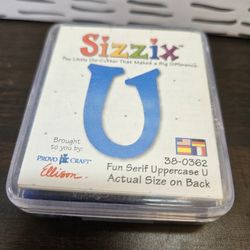 Sizzix
The Little Die-Cutter That Makes A Big Difference
U
Brought
to you
by:
PROVO CRAFT
Ellison
38-0362
Fun Serif Uppercase U
Actual Size on Back